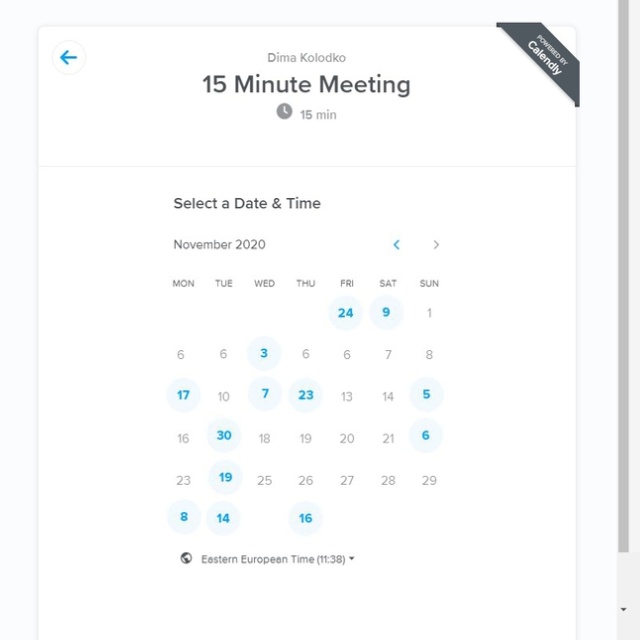 POWERED BY
Calendly
Dima Kolodko
15 Minute Meeting
15 min
Select a Date & Time
November 2020
MON TUE WED THU FRI SAT SUN
24 9 1
6 6 3 6 6 7 8
17 10 7 23 13 14 5
16 30 18 19 20 21 6
23 19 25 26 27 28 29
8 14 16
Eastern European Time (11:38)